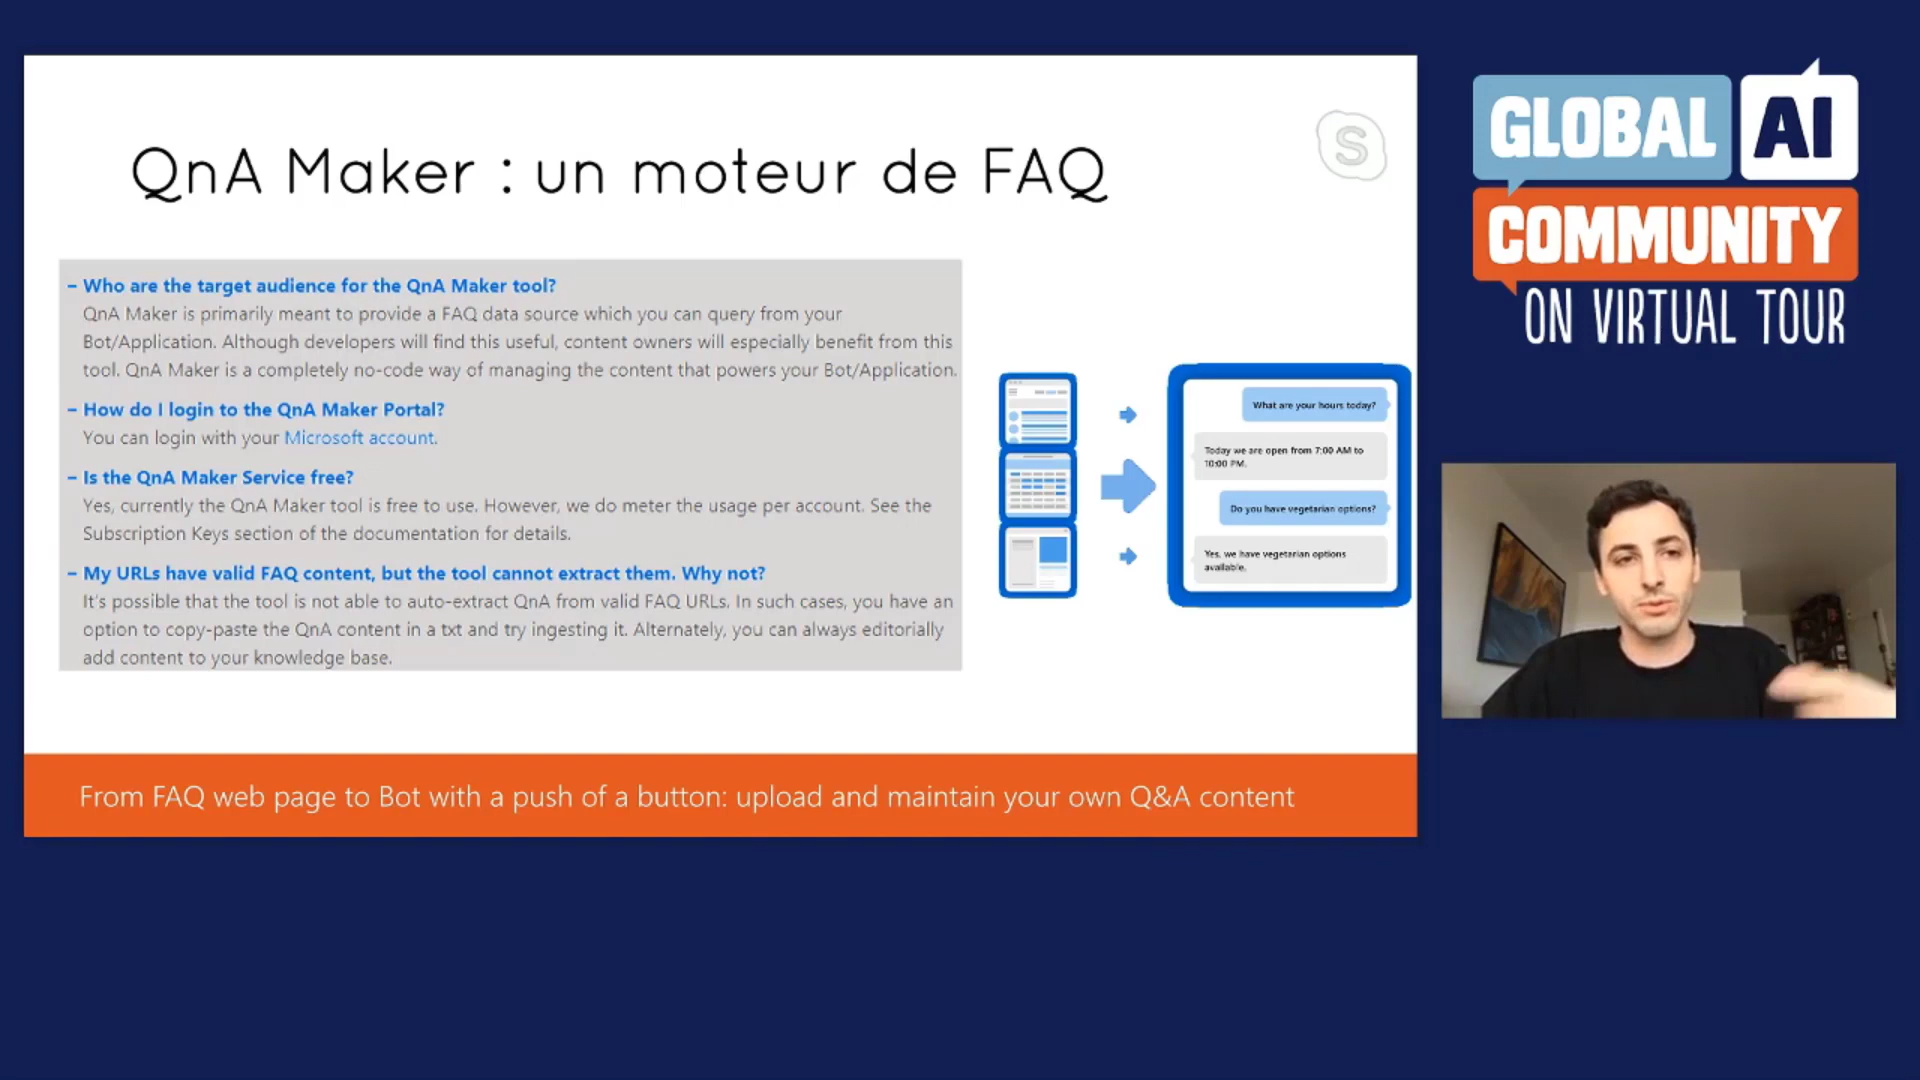 QnA Maker : un moteur de FAQ
S
– Who are the target audience for the QnA Maker tool?
QnA Maker is primarily meant to provide a FAQ data source which you can query from your
Bot/Application. Although developers will find this useful, content owners will especially benefit from this
tool. QnA Maker is a completely no-code way of managing the content that powers your Bot/Application.
– How do I login to the QnA Maker Portal?
You can login with your Microsoft account.
– Is the QnA Maker Service free?
Yes, currently the QnA Maker tool is free to use. However, we do meter the usage per account. See the
Subscription Keys section of the documentation for details.
– My URLs have valid FAQ content, but the tool cannot extract them. Why not?
It's possible that the tool is not able to auto-extract QnA from valid FAQ URLs. In such cases, you have an
option to copy-paste the QnA content in a txt and try ingesting it. Alternately, you can always editorially
add content to your knowledge base.
What are your hours today?
Today we are open from 7:00 AM to
10:00 PM.
Do you have vegetarian options?
Yes, we have vegetarian options
available.
From FAQ web page to Bot with a push of a button: upload and maintain your own Q&A content
GLOBAL AI
COMMUNITY
ON VIRTUAL TOUR